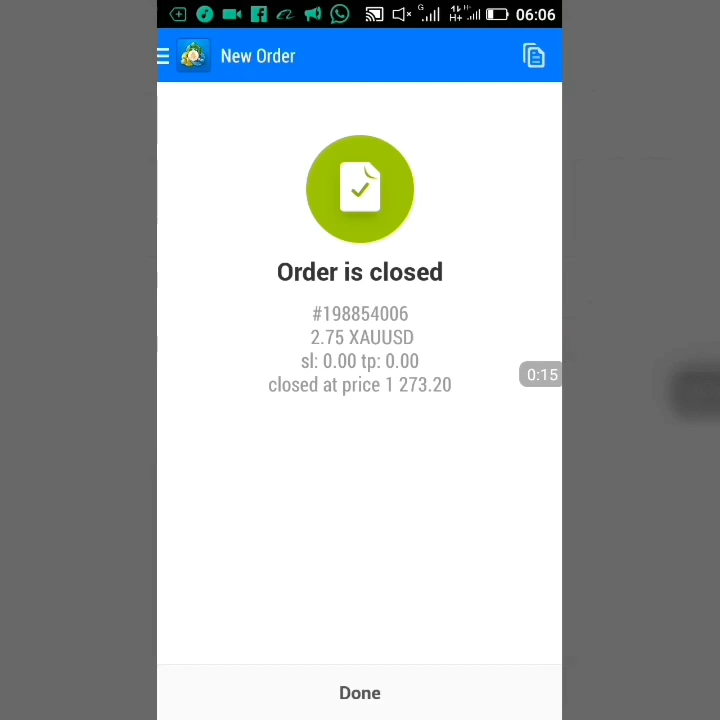 G H+ 06:06
New Order
Order is closed
#198854006
2.75 XAUUSD
sl: 0.00 tp: 0.00
closed at price 1 273.20
0:15
Done